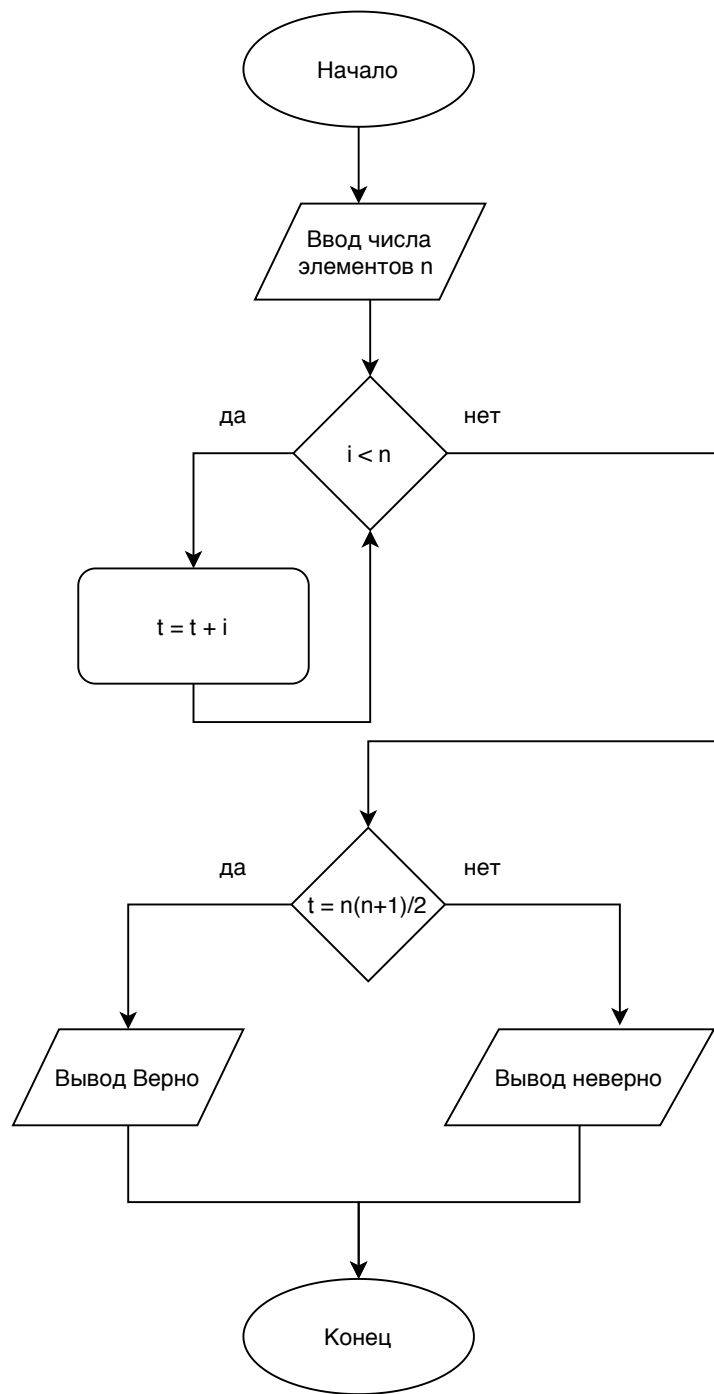 Начало
Ввод числа
элементов n
да
нет
i < n
t = t + i
да
нет
t = n(n+1)/2
Вывод Верно
Вывод неверно
Конец